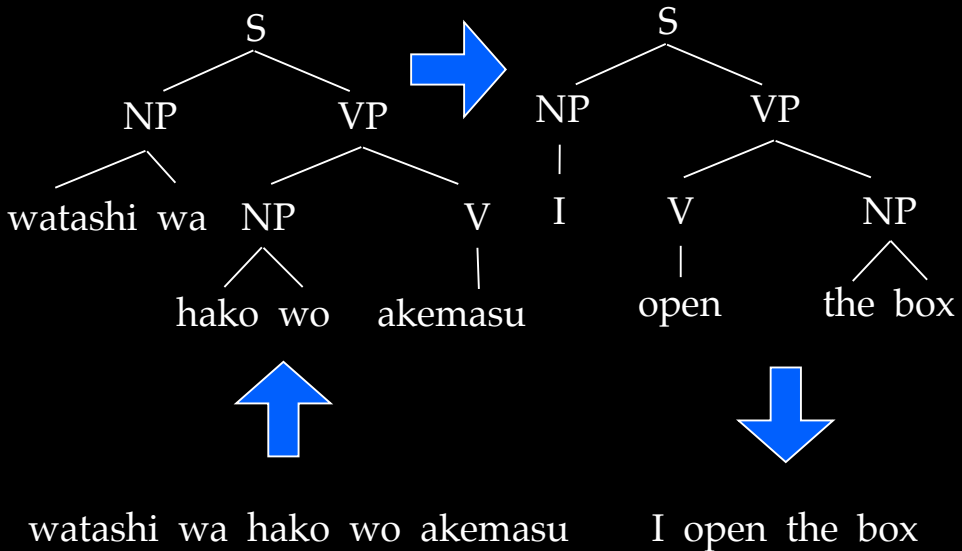 S
NP VP
watashi wa NP V
hako wo akemasu
S
NP VP
I V NP
open the box
watashi wa hako wo akemasu
I open the box